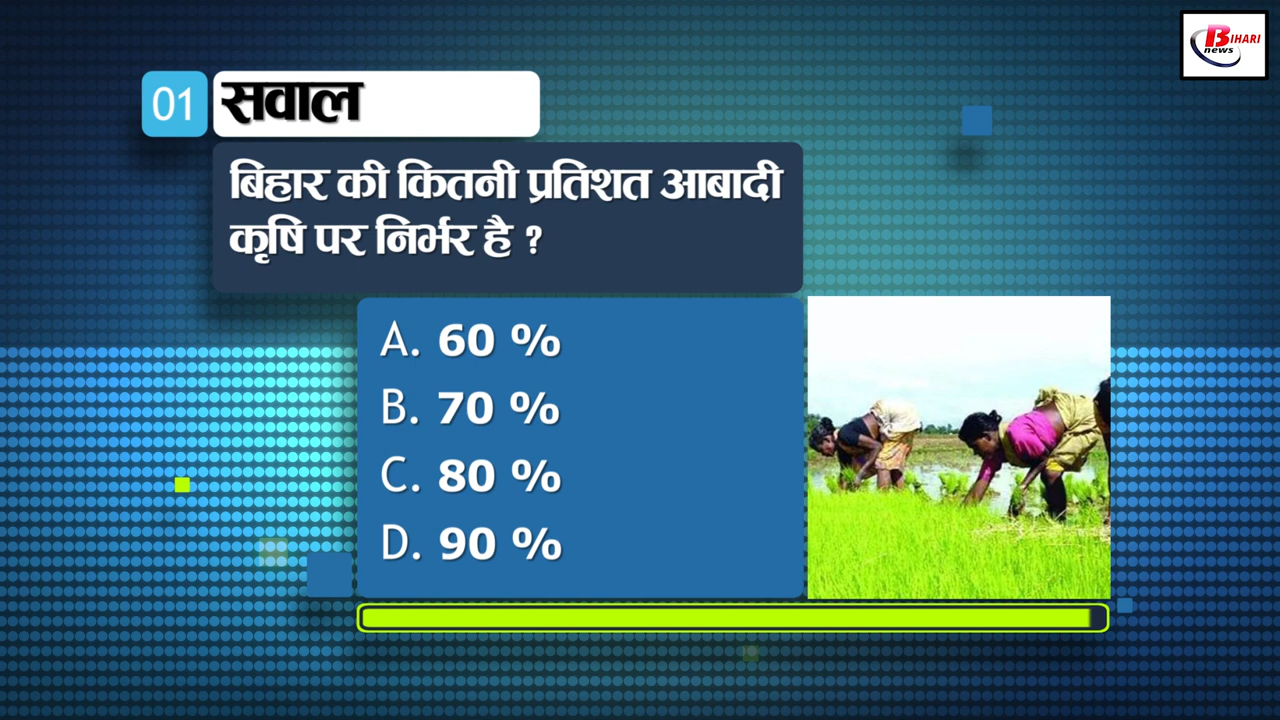 BIHARI
news
01 सवाल
बिहार की कितनी प्रतिशत आबादी
कृषि पर निर्भर है ?
A. 60 %
B. 70 %
C. 80 %
D. 90 %